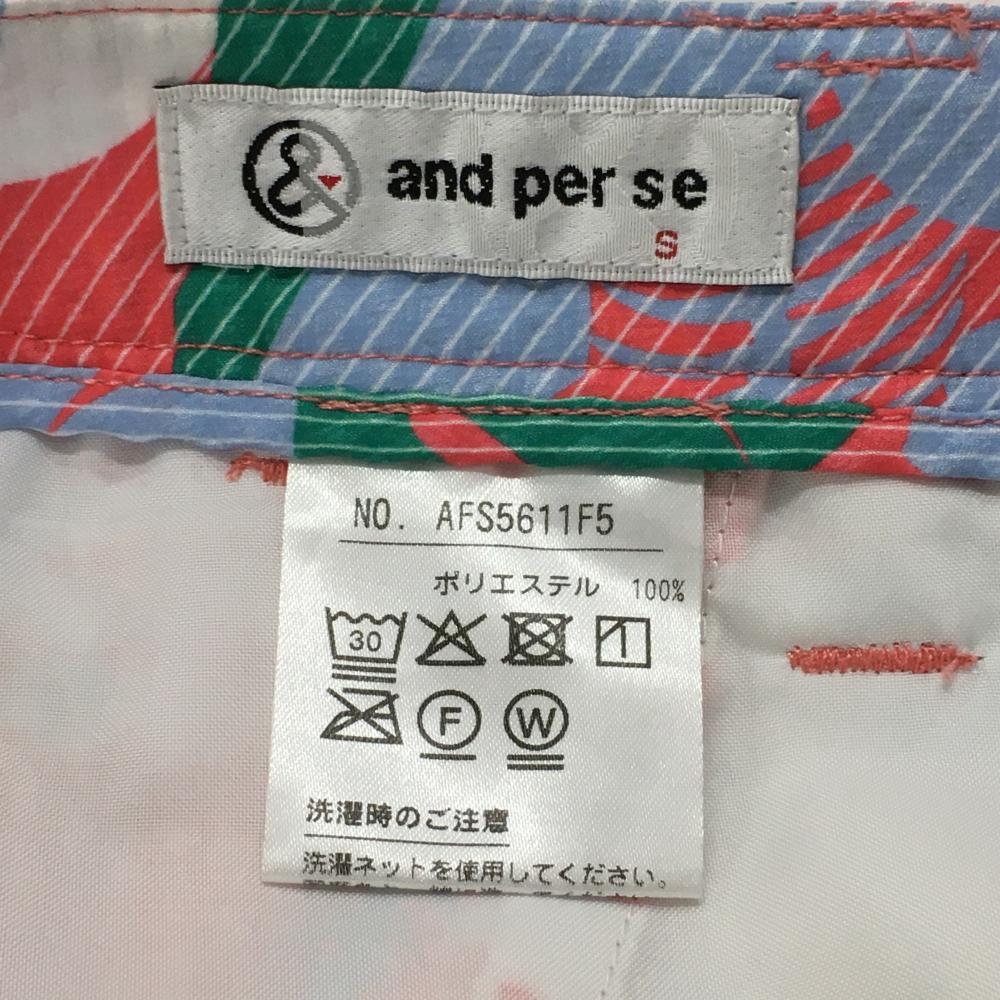 and per se
S
NO. AFS5611F5
ポリエステル 100%
30
F
W
洗濯時のご注意
洗濯ネットを使用してください。